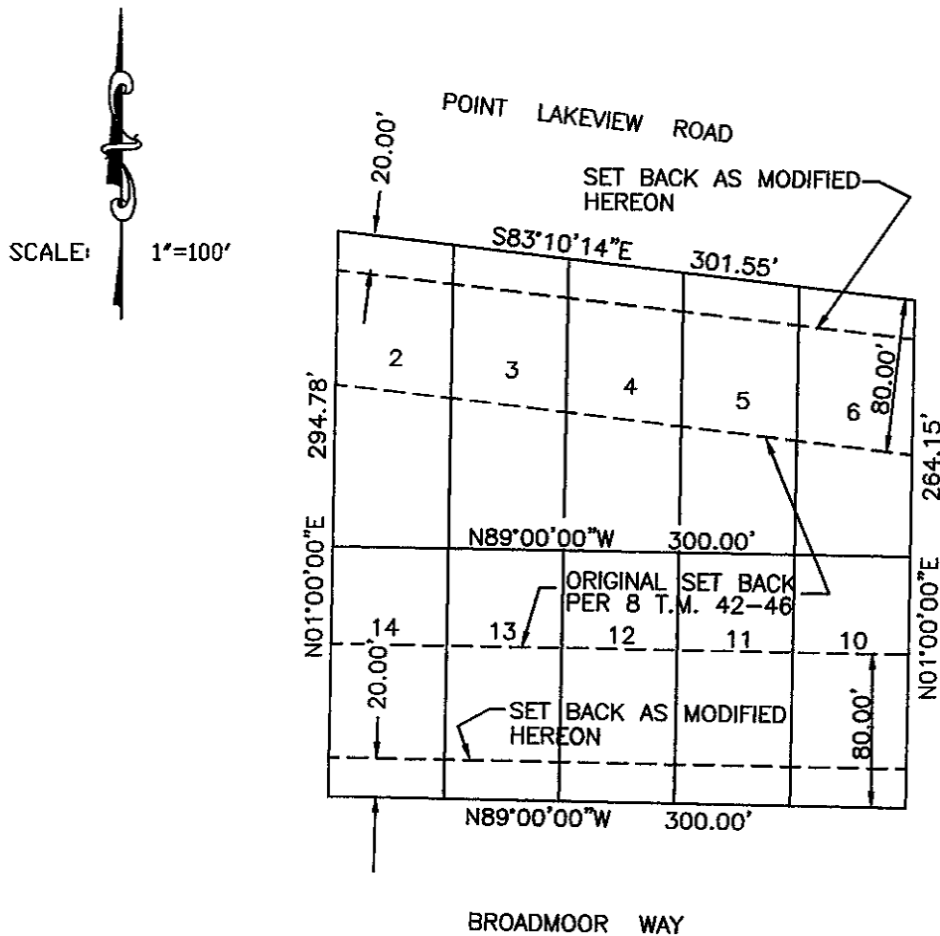 POINT LAKEVIEW ROAD
20.00'
SET BACK AS MODIFIED
HEREON
SCALE: 1"=100'
S83°10'14"E 301.55'
2
3
4
5
6
80.00'
294.78'
264.15'
N89°00'00"W 300.00'
N01°00'00"E
N01°00'00"E
ORIGINAL SET BACK
PER 8 T.M. 42-46
14
13
12
11
10
20.00'
80.00'
SET BACK AS MODIFIED
HEREON
N89°00'00"W 300.00'
BROADMOOR WAY